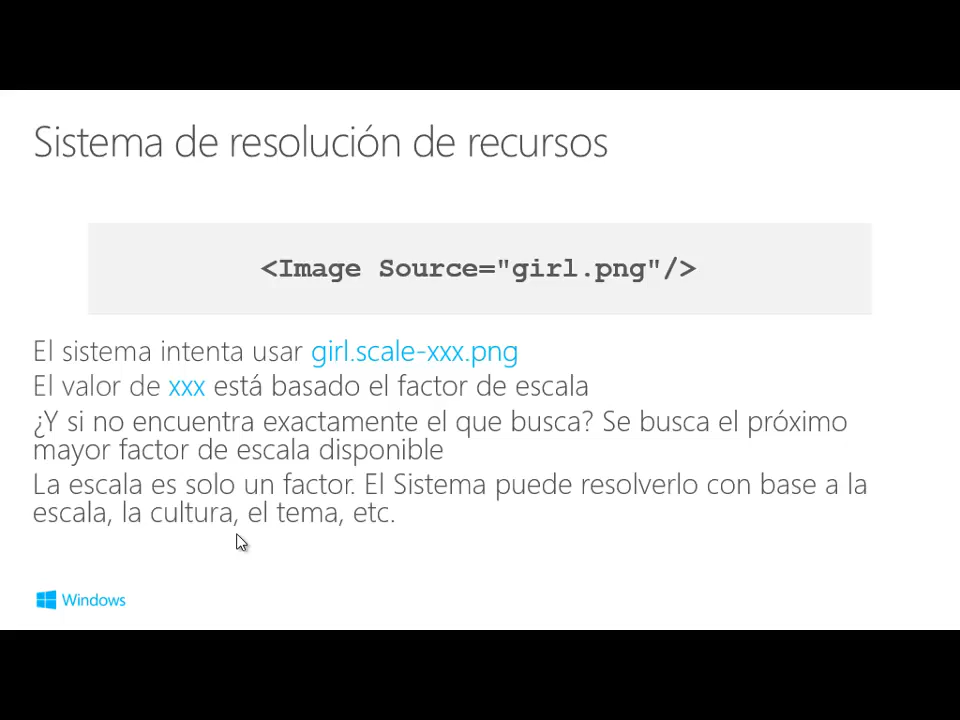 Sistema de resolución de recursos
<Image Source="girl.png"/>
El sistema intenta usar girl.scale-xxx.png
El valor de xxx está basado el factor de escala
¿Y si no encuentra exactamente el que busca? Se busca el próximo
mayor factor de escala disponible
La escala es solo un factor. El Sistema puede resolverlo con base a la
escala, la cultura, el tema, etc.
Windows